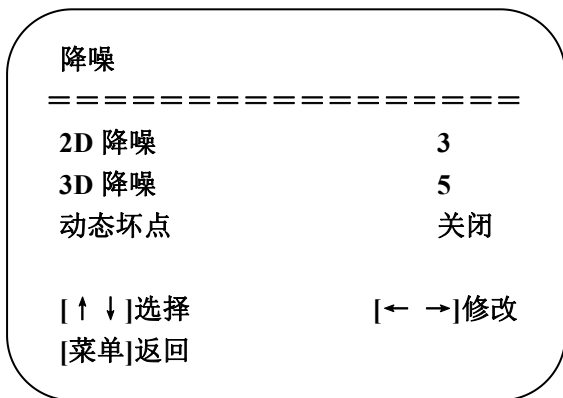 降噪
=================
2D 降噪 3
3D 降噪 5
动态坏点 关闭
[↑ ↓]选择 [← →]修改
[菜单]返回